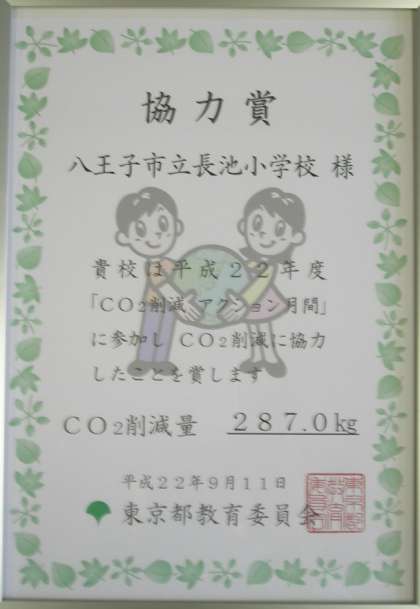 協力賞
八王子市立長池小学校 様
貴校は平成22年度
「CO2削減 アクション月間」
に参加し CO2削減に協力
したことを賞します
CO2削減量 287.0kg
平成22年9月11日
東京都教育委員会